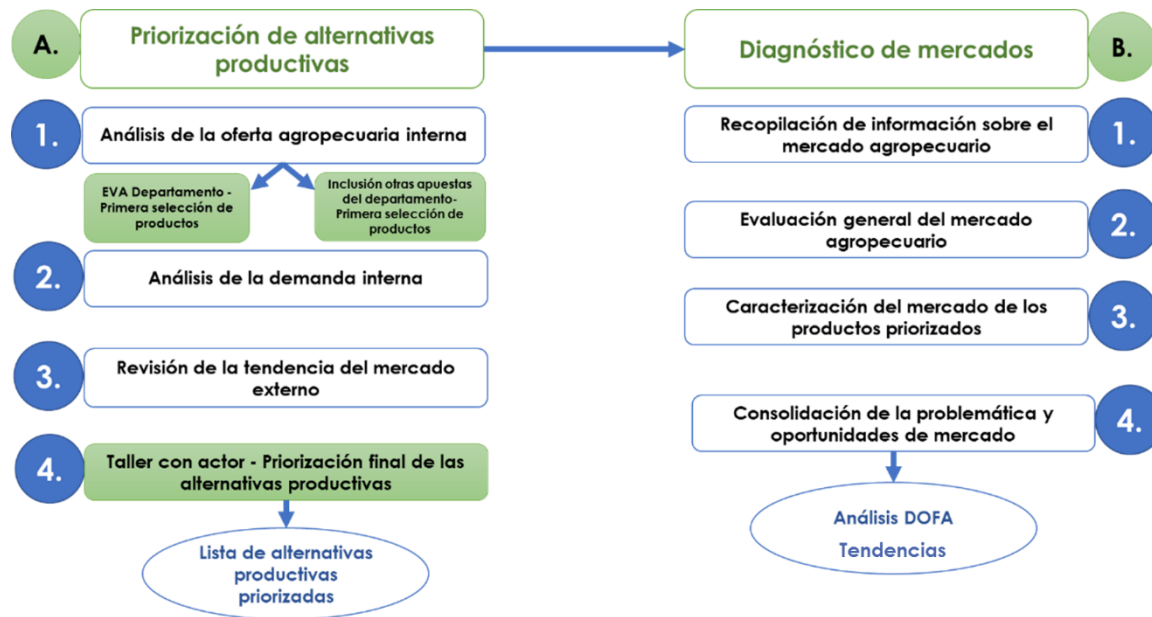 A.
Priorización de alternativas
productivas
1.
Análisis de la oferta agropecuaria interna
EVA Departamento -
Primera selección de
productos
Inclusión otras apuestas
del departamento-
Primera selección de
productos
2.
Análisis de la demanda interna
3.
Revisión de la tendencia del mercado
externo
4.
Taller con actor - Priorización final de las
alternativas productivas
Lista de alternativas
productivas
priorizadas
Diagnóstico de mercados
B.
Recopilación de información sobre el
mercado agropecuario
1.
Evaluación general del mercado
agropecuario
2.
Caracterización del mercado de los
productos priorizados
3.
Consolidación de la problemática y
oportunidades de mercado
4.
Análisis DOFA
Tendencias